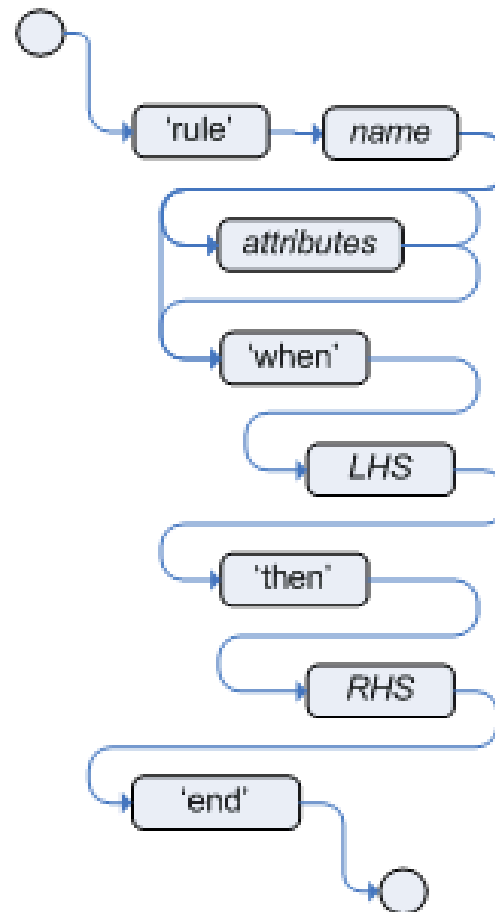 ‘rule’ name
attributes
‘when’
LHS
‘then’
RHS
‘end’